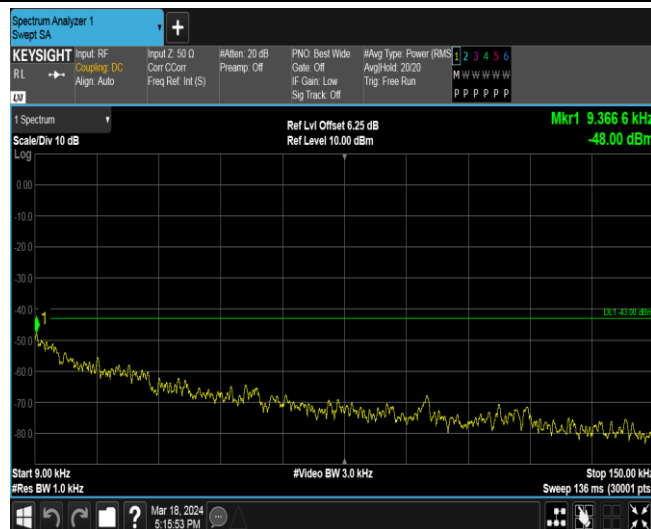 Spectrum Analyzer 1
Swept SA
+
KEYSIGHT
RL
LXI
Input: RF
Coupling: DC
Align: Auto
Input Z: 50 Ω
Corr CCorr
Freq Ref: Int (S)
#Atten: 20 dB
Preamp: Off
PNO: Best Wide
Gate: Off
IF Gain: Low
Sig Track: Off
#Avg Type: Power (RMS
Avg|Hold: 20/20
Trig: Free Run
1 2 3 4 5 6
M W W W W W
P P P P P P
1 Spectrum
Scale/Div 10 dB
Ref Lvl Offset 6.25 dB
Ref Level 10.00 dBm
Mkr1 9.366 6 kHz
-48.00 dBm
Log
0.00
-10.0
-20.0
-30.0
-40.0
-50.0
-60.0
-70.0
-80.0
1
DL1 -43.00 dBm
Start 9.00 kHz
#Res BW 1.0 kHz
#Video BW 3.0 kHz
Stop 150.00 kHz
Sweep 136 ms (30001 pts
?
Mar 18, 2024
5:15:53 PM